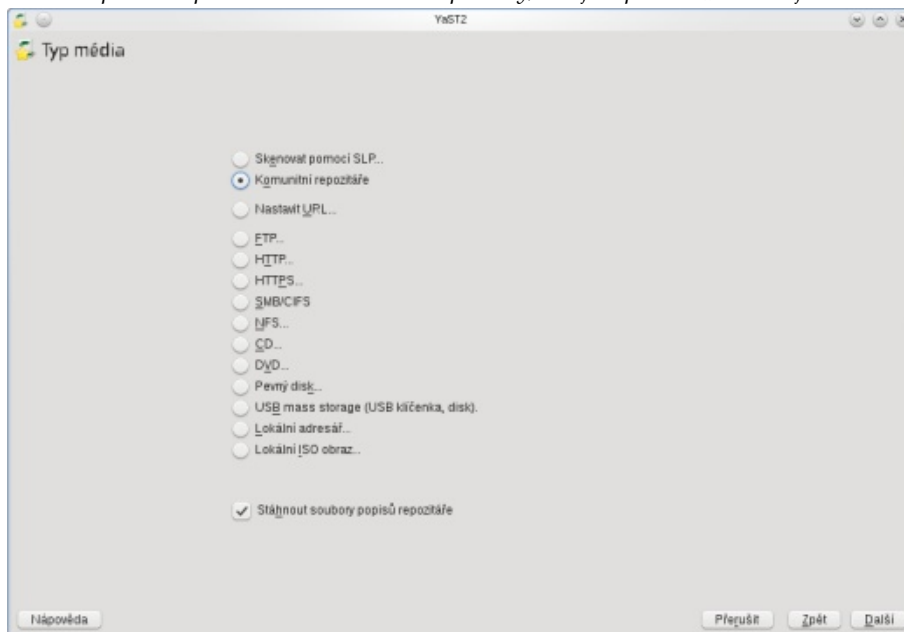 YaST2
Typ média
Skenovat pomocí SLP...
Komunitní repozitáře
Nastavit URL...
FTP...
HTTP...
HTTPS...
SMB/CIFS
NFS...
CD...
DVD...
Pevný disk...
USB mass storage (USB klíčenka, disk).
Lokální adresář...
Lokální ISO obraz...
Stáhnout soubory popisů repozitáře
Nápověda
Přerušit
Zpět
Další